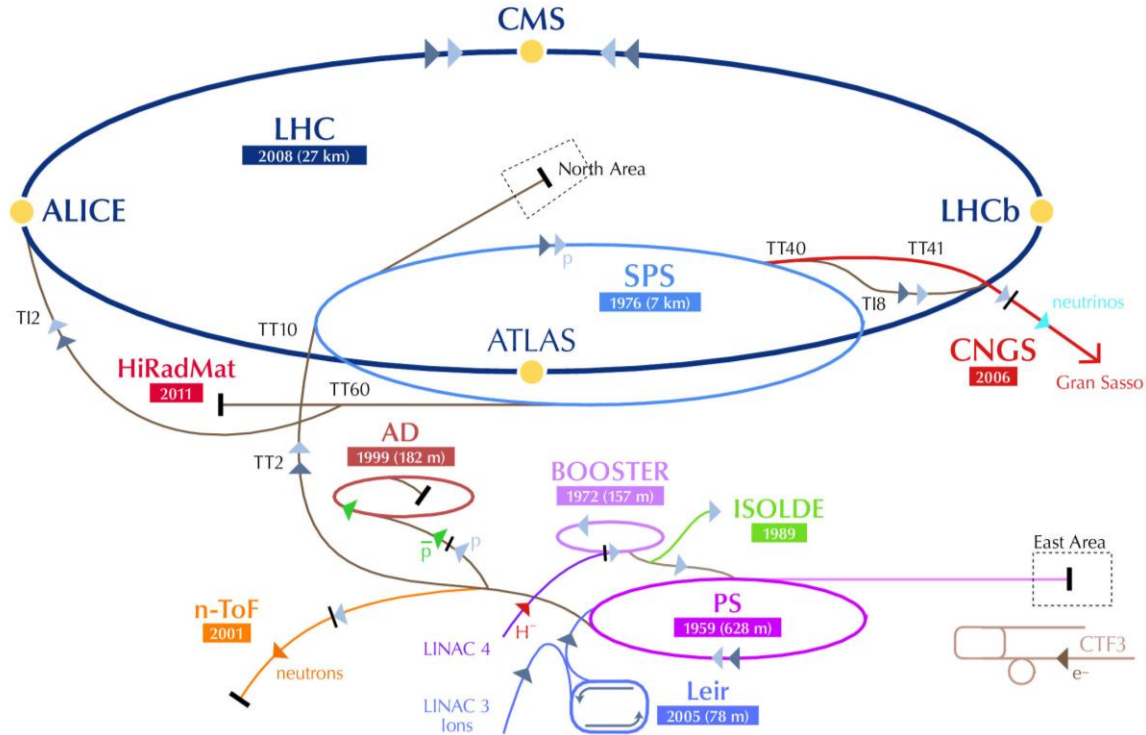 CMS
LHC
2008 (27 km)
North Area
ALICE
LHCb
TT40
TT41
SPS
1976 (7 km)
p
TI8
neutrinos
TI2
TT10
ATLAS
CNGS
2006
Gran Sasso
HiRadMat
2011
TT60
AD
1999 (182 m)
TT2
BOOSTER
1972 (157 m)
ISOLDE
1989
p̅
p
East Area
n-ToF
2001
PS
1959 (628 m)
H⁻
LINAC 4
neutrons
CTF3
e–
LINAC 3
Ions
Leir
2005 (78 m)